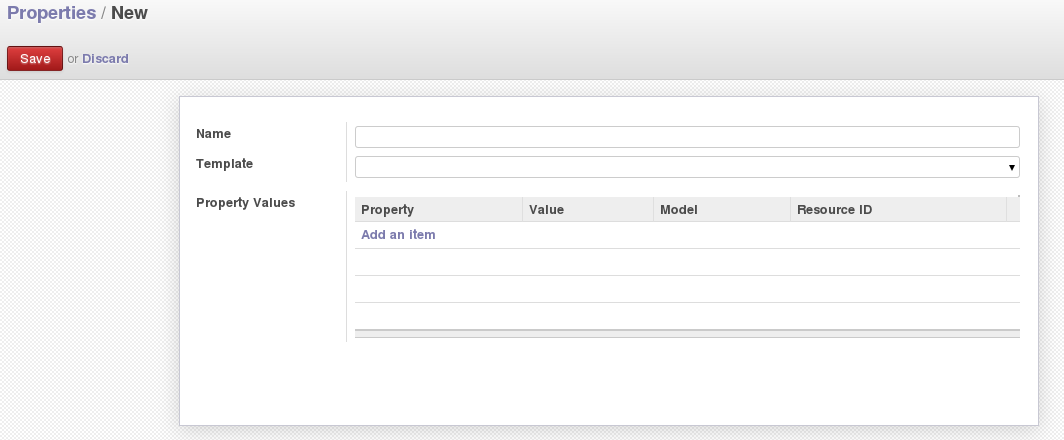 Properties / New
Save or Discard
Name
Template
Property Values
Property Value Model Resource ID
Add an item